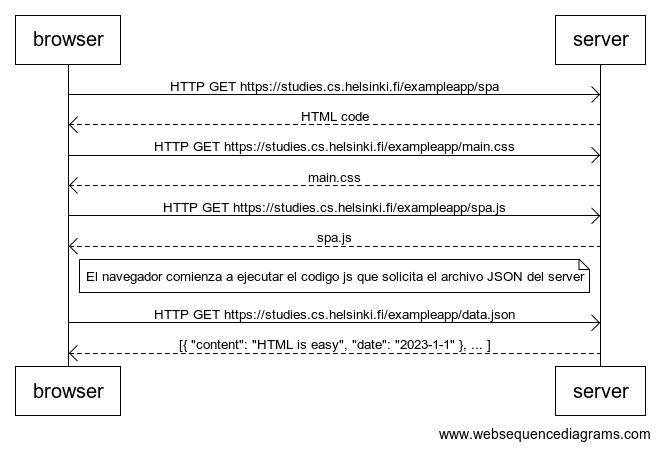 browser server
HTTP GET https://studies.cs.helsinki.fi/exampleapp/spa
HTML code
HTTP GET https://studies.cs.helsinki.fi/exampleapp/main.css
main.css
HTTP GET https://studies.cs.helsinki.fi/exampleapp/spa.js
spa.js
El navegador comienza a ejecutar el codigo js que solicita el archivo JSON del server
HTTP GET https://studies.cs.helsinki.fi/exampleapp/data.json
[{ "content": "HTML is easy", "date": "2023-1-1" }, ... ]
browser server
www.websequencediagrams.com